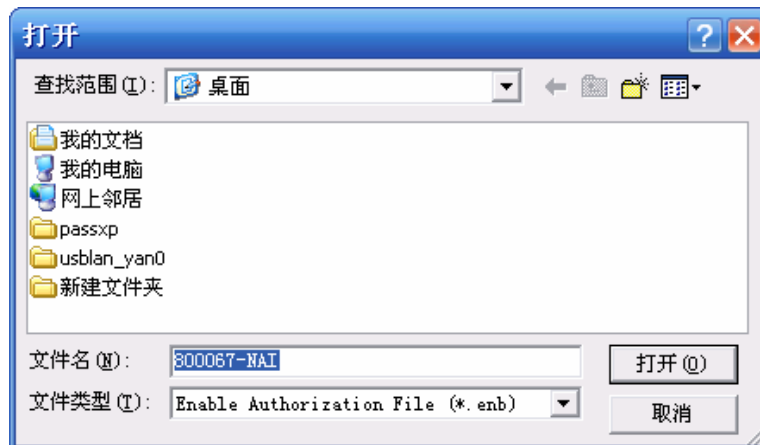 打开
查找范围(I): 桌面
我的文档
我的电脑
网上邻居
passxp
usblan_yan0
新建文件夹
文件名(N): 800067-NAI 打开(O)
文件类型(T): Enable Authorization File (*.enb) 取消